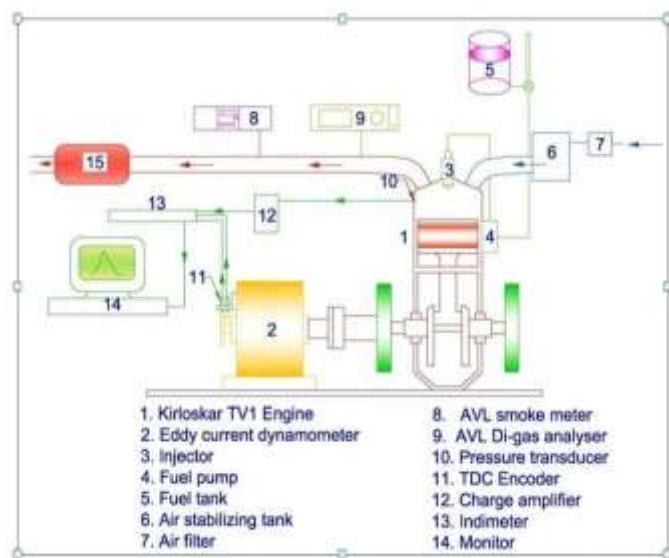 5
8
9
6
7
15
3
10
13
12
1
4
11
14
2
1. Kirloskar TV1 Engine
2. Eddy current dynamometer
3. Injector
4. Fuel pump
5. Fuel tank
6. Air stabilizing tank
7. Air filter
8. AVL smoke meter
9. AVL Di-gas analyser
10. Pressure transducer
11. TDC Encoder
12. Charge amplifier
13. Indimeter
14. Monitor